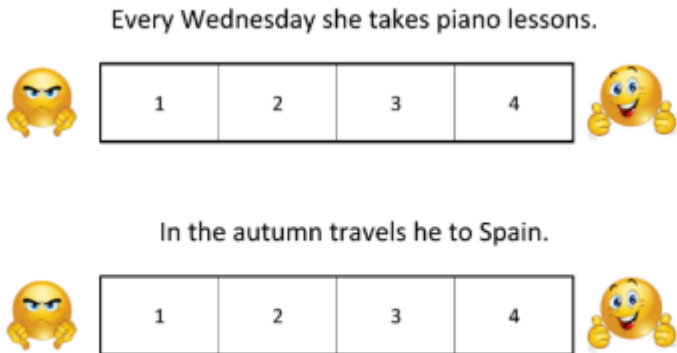 Every Wednesday she takes piano lessons.
1 2 3 4
In the autumn travels he to Spain.
1 2 3 4